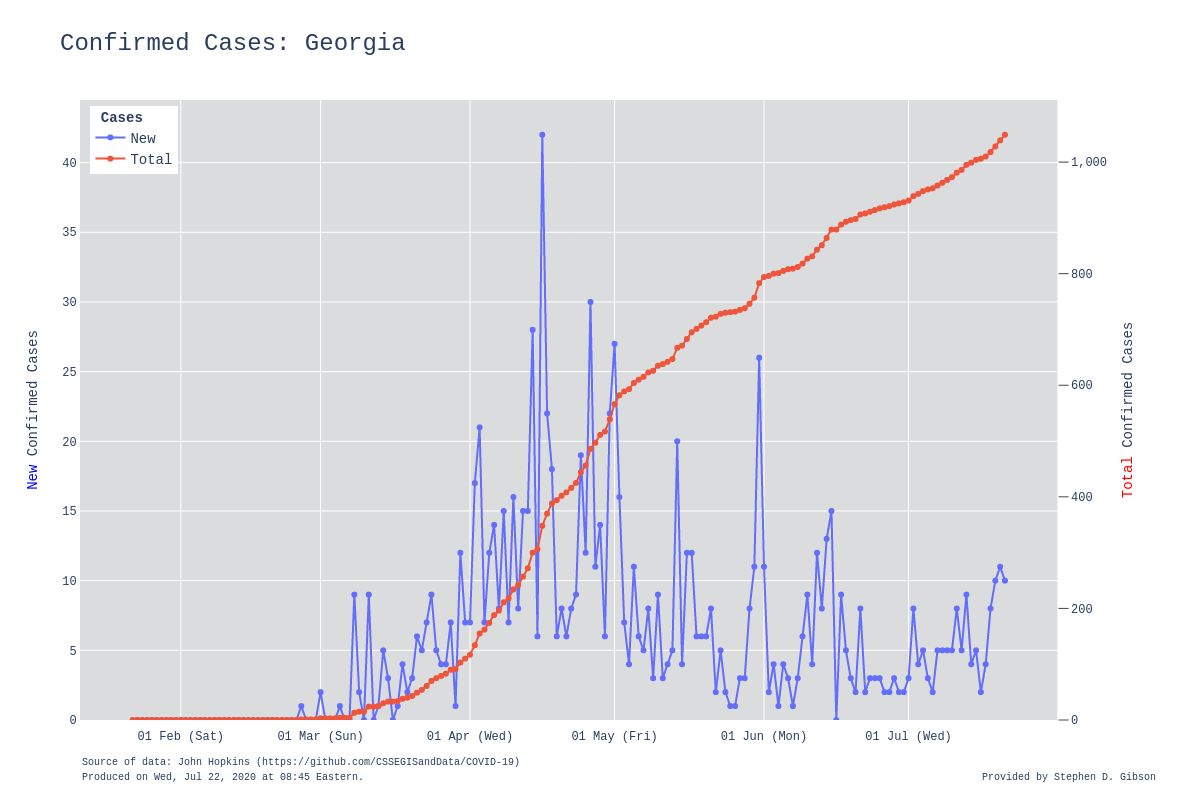 Confirmed Cases: Georgia
Cases
New
Total
40
35
30
25
20
15
10
5
0
New Confirmed Cases
1,000
800
600
400
200
0
Total Confirmed Cases
01 Feb (Sat) 01 Mar (Sun) 01 Apr (Wed) 01 May (Fri) 01 Jun (Mon) 01 Jul (Wed)
Source of data: John Hopkins (https://github.com/CSSEGISandData/COVID-19)
Produced on Wed, Jul 22, 2020 at 08:45 Eastern.
Provided by Stephen D. Gibson